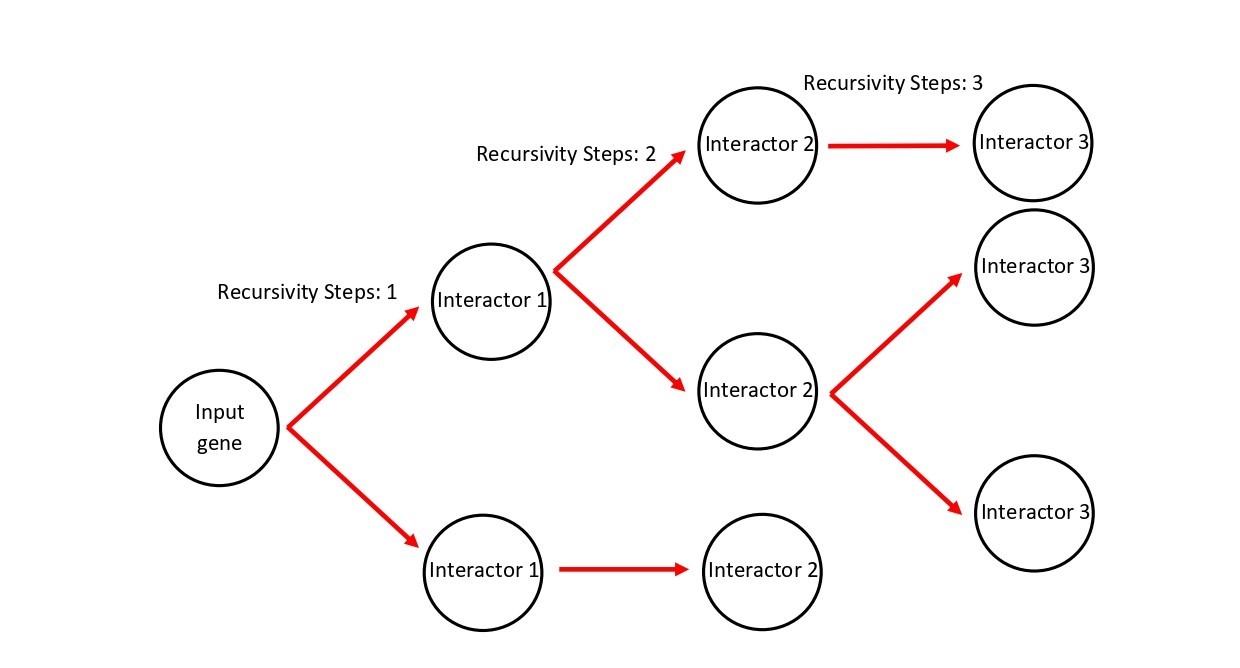 Recursivity Steps: 3
Interactor 2
Interactor 3
Recursivity Steps: 2
Interactor 3
Recursivity Steps: 1
Interactor 1
Interactor 2
Input
gene
Interactor 3
Interactor 1
Interactor 2